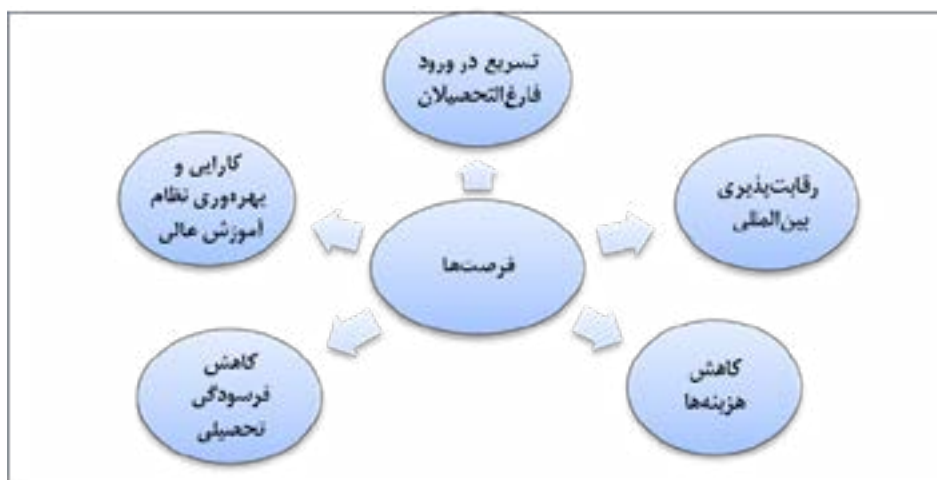 تسریع در ورود
فارغ‌التحصیلان
رقابت‌پذیری
بین‌المللی
کارایی و
بهره‌وری نظام
آموزش عالی
فرصت‌ها
کاهش
هزینه‌ها
کاهش
فرسودگی
تحصیلی